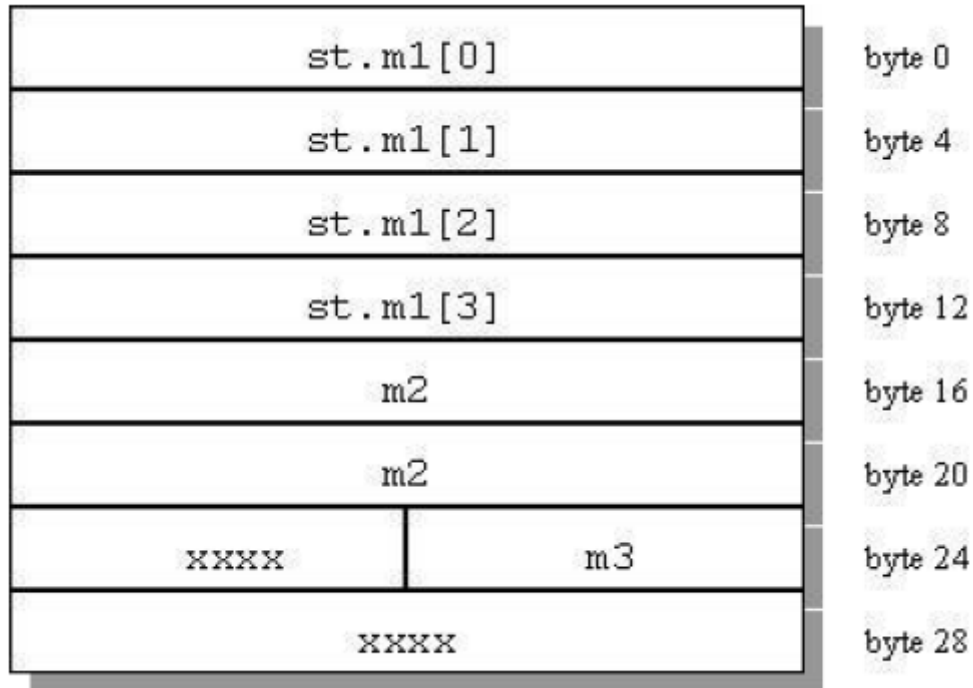 st.m1[0] byte 0
st.m1[1] byte 4
st.m1[2] byte 8
st.m1[3] byte 12
m2 byte 16
m2 byte 20
xxxx m3 byte 24
xxxx byte 28